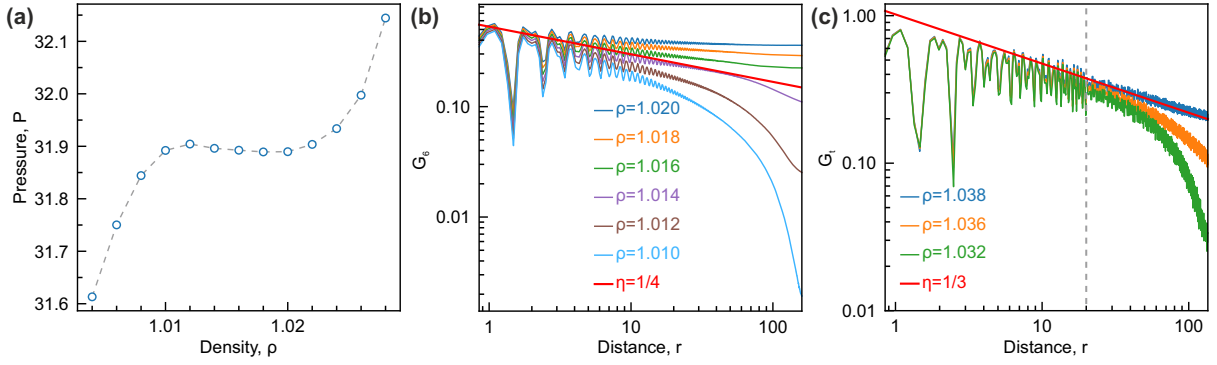 (a)
32.1
32.0
31.9
31.8
31.7
31.6
Pressure, P
1.01
1.02
Density, ρ
(b)
0.10
0.01
G₆
ρ=1.020
ρ=1.018
ρ=1.016
ρ=1.014
ρ=1.012
ρ=1.010
η=1/4
1
10
100
Distance, r
(c)
1.00
0.10
0.01
Gₜ
ρ=1.038
ρ=1.036
ρ=1.032
η=1/3
1
10
100
Distance, r